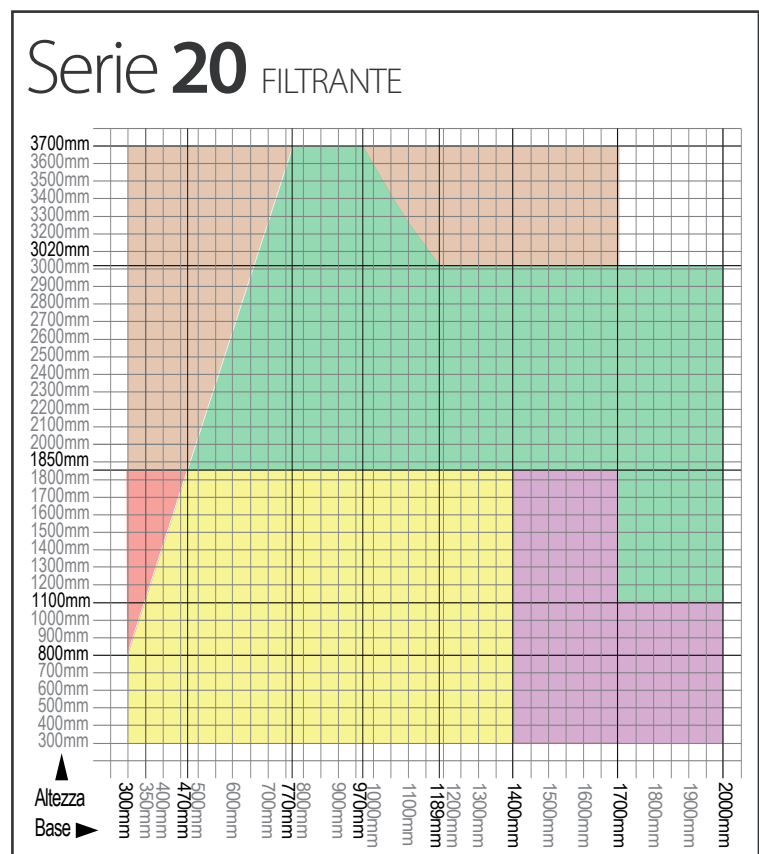 Serie 20 FILTRANTE
3700mm
3600mm
3500mm
3400mm
3300mm
3200mm
3020mm
3000mm
2900mm
2800mm
2700mm
2600mm
2500mm
2400mm
2300mm
2200mm
2100mm
2000mm
1850mm
1800mm
1700mm
1600mm
1500mm
1400mm
1300mm
1200mm
1100mm
1000mm
900mm
800mm
700mm
600mm
500mm
400mm
300mm
Altezza
Base
300mm
350mm
400mm
470mm
500mm
600mm
700mm
770mm
800mm
900mm
970mm
1000mm
1100mm
1189mm
1200mm
1300mm
1400mm
1500mm
1600mm
1700mm
1800mm
1900mm
2000mm